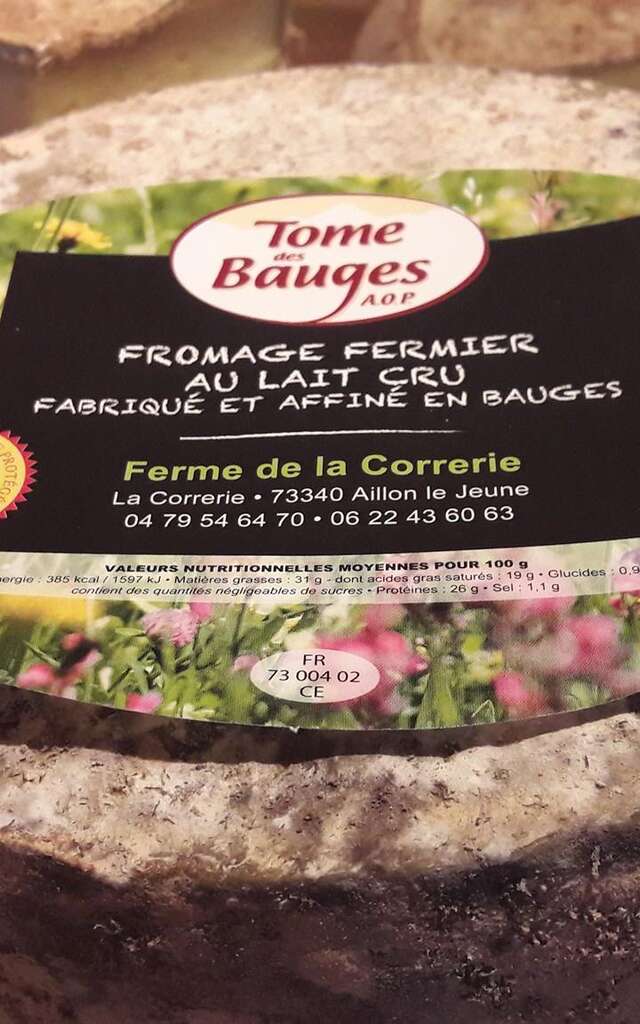 Tome
des
Bauges
A.O.P
FROMAGE FERMIER
AU LAIT CRU
FABRIQUÉ ET AFFINÉ EN BAUGES
Ferme de la Correrie
La Correrie • 73340 Aillon le Jeune
04 79 54 64 70 • 06 22 43 60 63
VALEURS NUTRITIONNELLES MOYENNES POUR 100 g
ergie : 385 kcal / 1597 kJ • Matières grasses : 31 g - dont acides gras saturés : 19 g • Glucides : 0,9
contient des quantités négligeables de sucres • Protéines : 26 g • Sel : 1,1 g
FR
73 004 02
CE